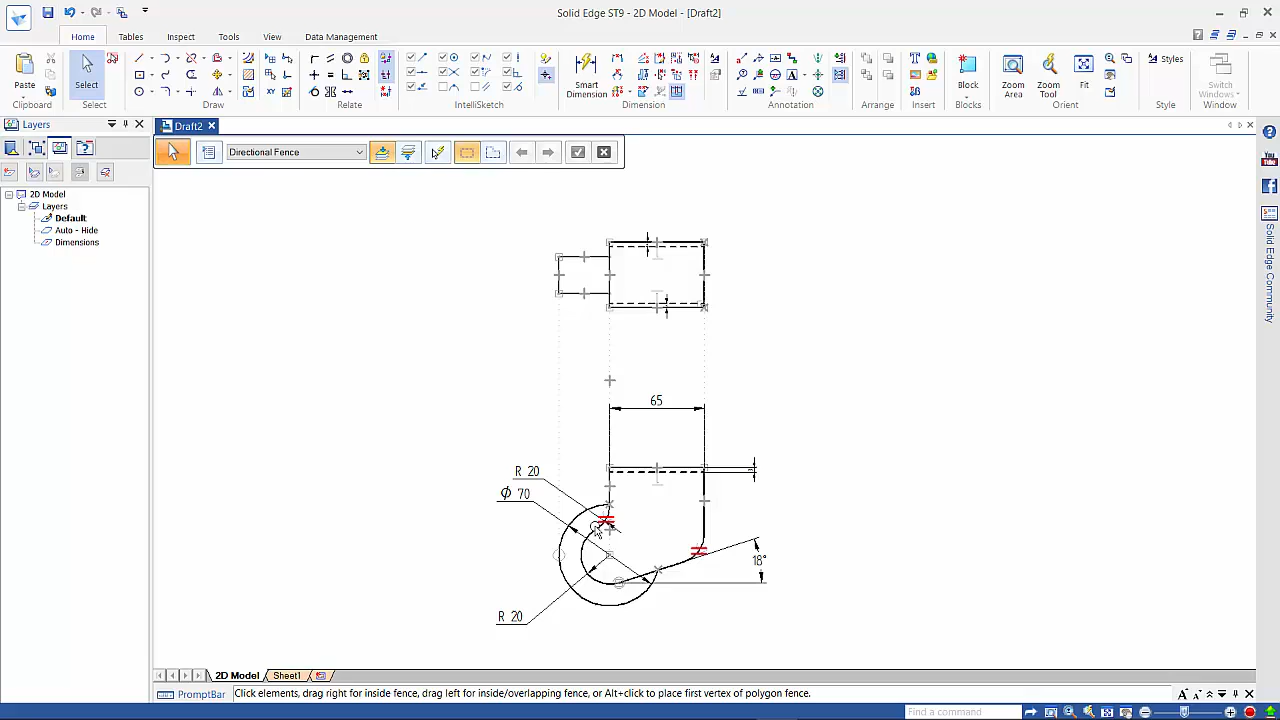 Solid Edge ST9 - 2D Model - [Draft2]
Home
Tables
Inspect
Sketch
Tools
View
Data Management
Paste
Select
Smart
Dimension
Zoom
Area
Zoom
Tool
Fit
Block
Styles
Switch
Windows
Clipboard
Select
Draw
Relate
IntelliSketch
Dimension
Annotation
Arrange
Insert
Blocks
Orient
Style
Window
Layers
Draft2
Directional Fence
2D Model
Layers
Default
Auto - Hide
Dimensions
YouTube
Solid Edge Community
65
R 20
ϕ 70
18°
R 20
2D Model
Sheet1
PromptBar
Click elements, drag right for inside fence, drag left for inside/overlapping fence, or Alt+click to place first vertex of polygon fence.
Find a command